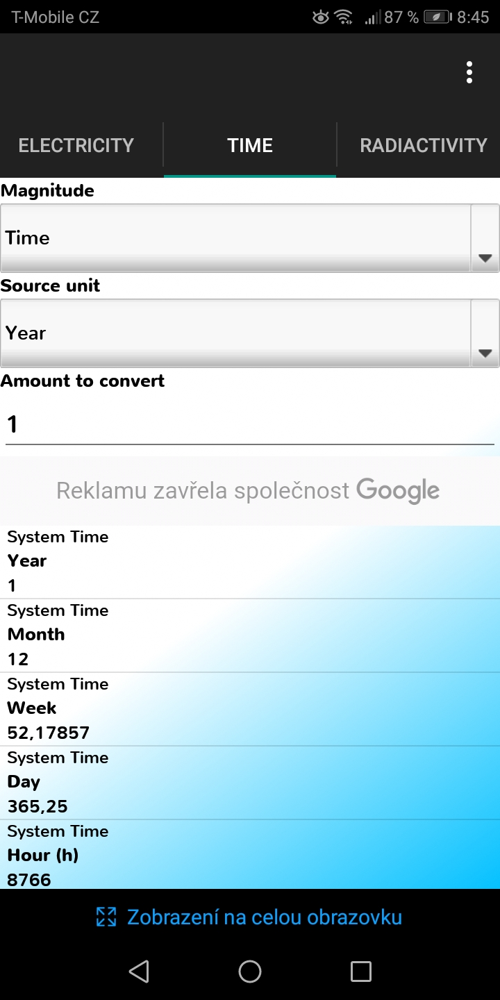 T-Mobile CZ 87 % 8:45
ELECTRICITY TIME RADIACTIVITY
Magnitude
Time
Source unit
Year
Amount to convert
1
Reklamu zavřela společnost Google
System Time
Year
1
System Time
Month
12
System Time
Week
52,17857
System Time
Day
365,25
System Time
Hour (h)
8766
Zobrazení na celou obrazovku